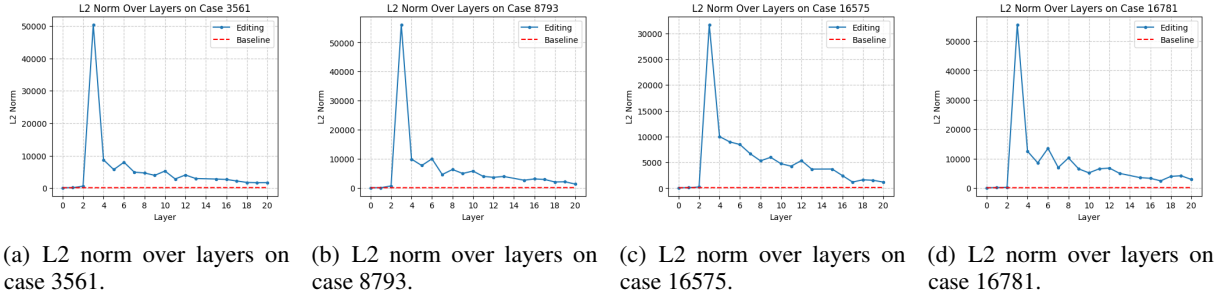 L2 Norm Over Layers on Case 3561
Editing
Baseline
50000
40000
30000
20000
10000
0
L2 Norm
0 2 4 6 8 10 12 14 16 18 20
Layer
(a) L2 norm over layers on
case 3561.
L2 Norm Over Layers on Case 8793
Editing
Baseline
50000
40000
30000
20000
10000
0
L2 Norm
0 2 4 6 8 10 12 14 16 18 20
Layer
(b) L2 norm over layers on
case 8793.
L2 Norm Over Layers on Case 16575
Editing
Baseline
30000
25000
20000
15000
10000
5000
0
L2 Norm
0 2 4 6 8 10 12 14 16 18 20
Layer
(c) L2 norm over layers on
case 16575.
L2 Norm Over Layers on Case 16781
Editing
Baseline
50000
40000
30000
20000
10000
0
L2 Norm
0 2 4 6 8 10 12 14 16 18 20
Layer
(d) L2 norm over layers on
case 16781.